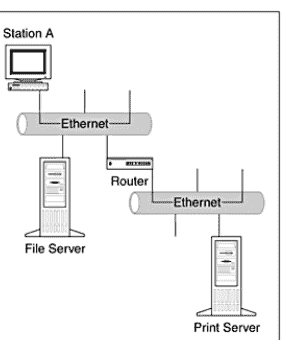 Station A
Ethernet
Router
File Server
Ethernet
Print Server